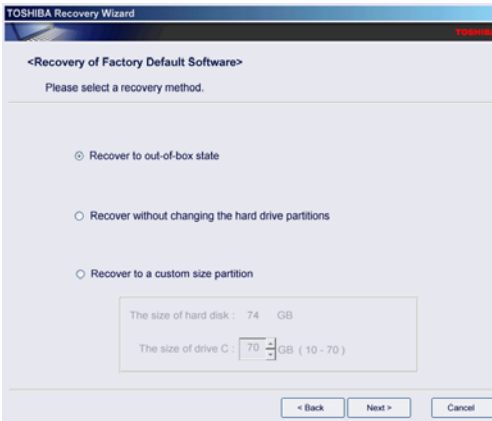 TOSHIBA Recovery Wizard
TOSHIBA
<Recovery of Factory Default Software>
Please select a recovery method.
Recover to out-of-box state
Recover without changing the hard drive partitions
Recover to a custom size partition
The size of hard disk : 74 GB
The size of drive C : 70 GB ( 10 - 70 )
< Back Next > Cancel